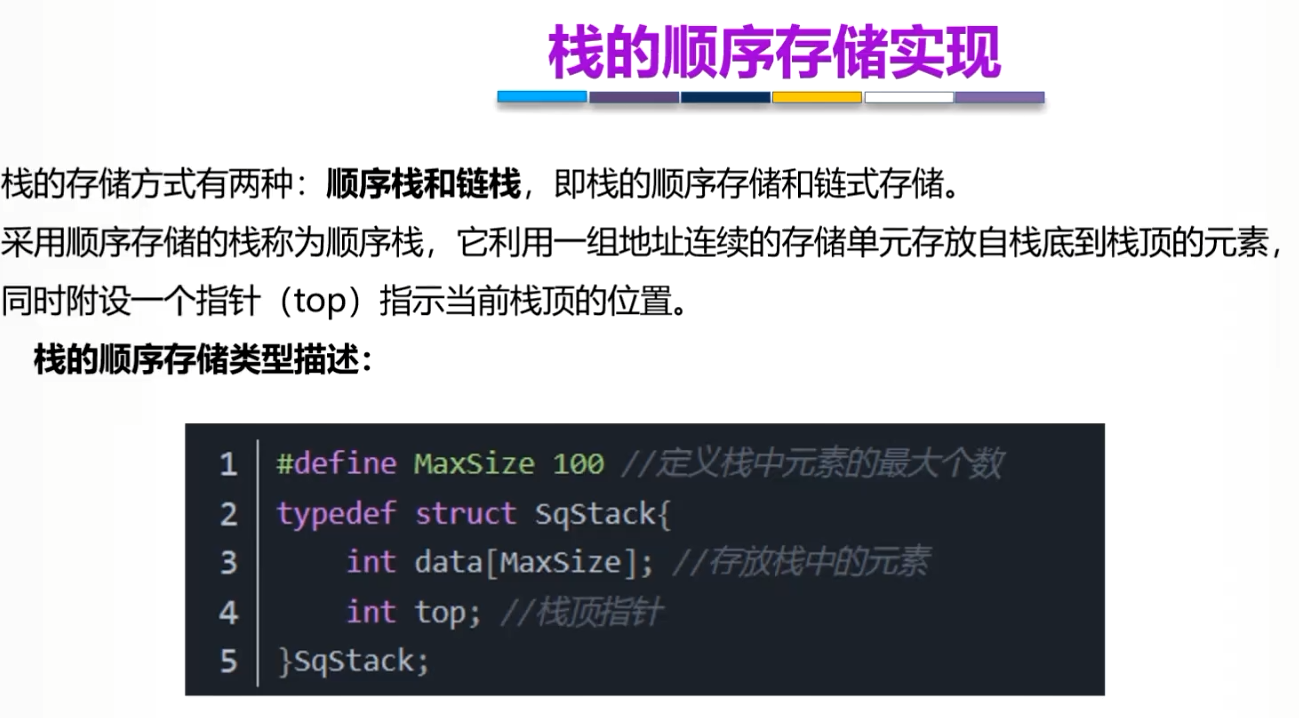 栈的顺序存储实现
栈的存储方式有两种：顺序栈和链栈，即栈的顺序存储和链式存储。
采用顺序存储的栈称为顺序栈，它利用一组地址连续的存储单元存放自栈底到栈顶的元素，
同时附设一个指针（top）指示当前栈顶的位置。
栈的顺序存储类型描述：
1 #define MaxSize 100 //定义栈中元素的最大个数
2 typedef struct SqStack{
3 int data[MaxSize]; //存放栈中的元素
4 int top; //栈顶指针
5 }SqStack;